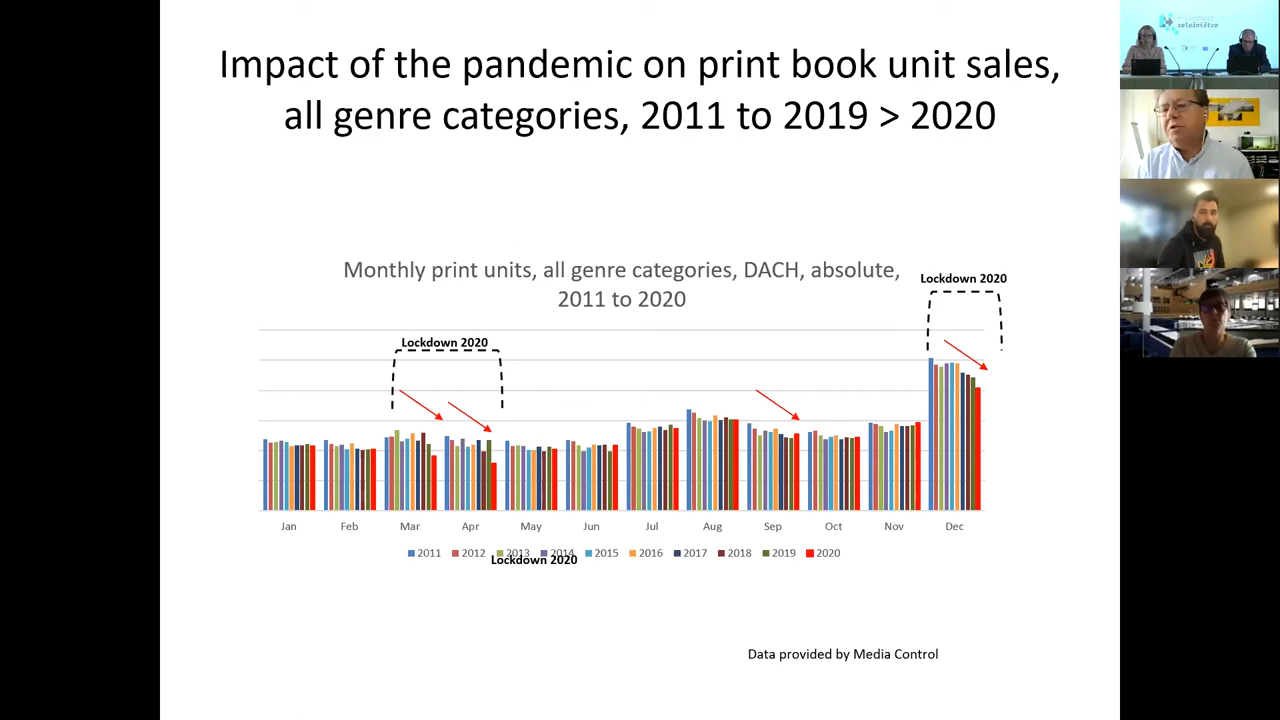 Impact of the pandemic on print book unit sales,
all genre categories, 2011 to 2019 > 2020
Monthly print units, all genre categories, DACH, absolute,
2011 to 2020
Lockdown 2020
Lockdown 2020
Jan Feb Mar Apr May Jun Jul Aug Sep Oct Nov Dec
2011 2012 2013 2014 2015 2016 2017 2018 2019 2020
Lockdown 2020
Data provided by Media Control
založništva